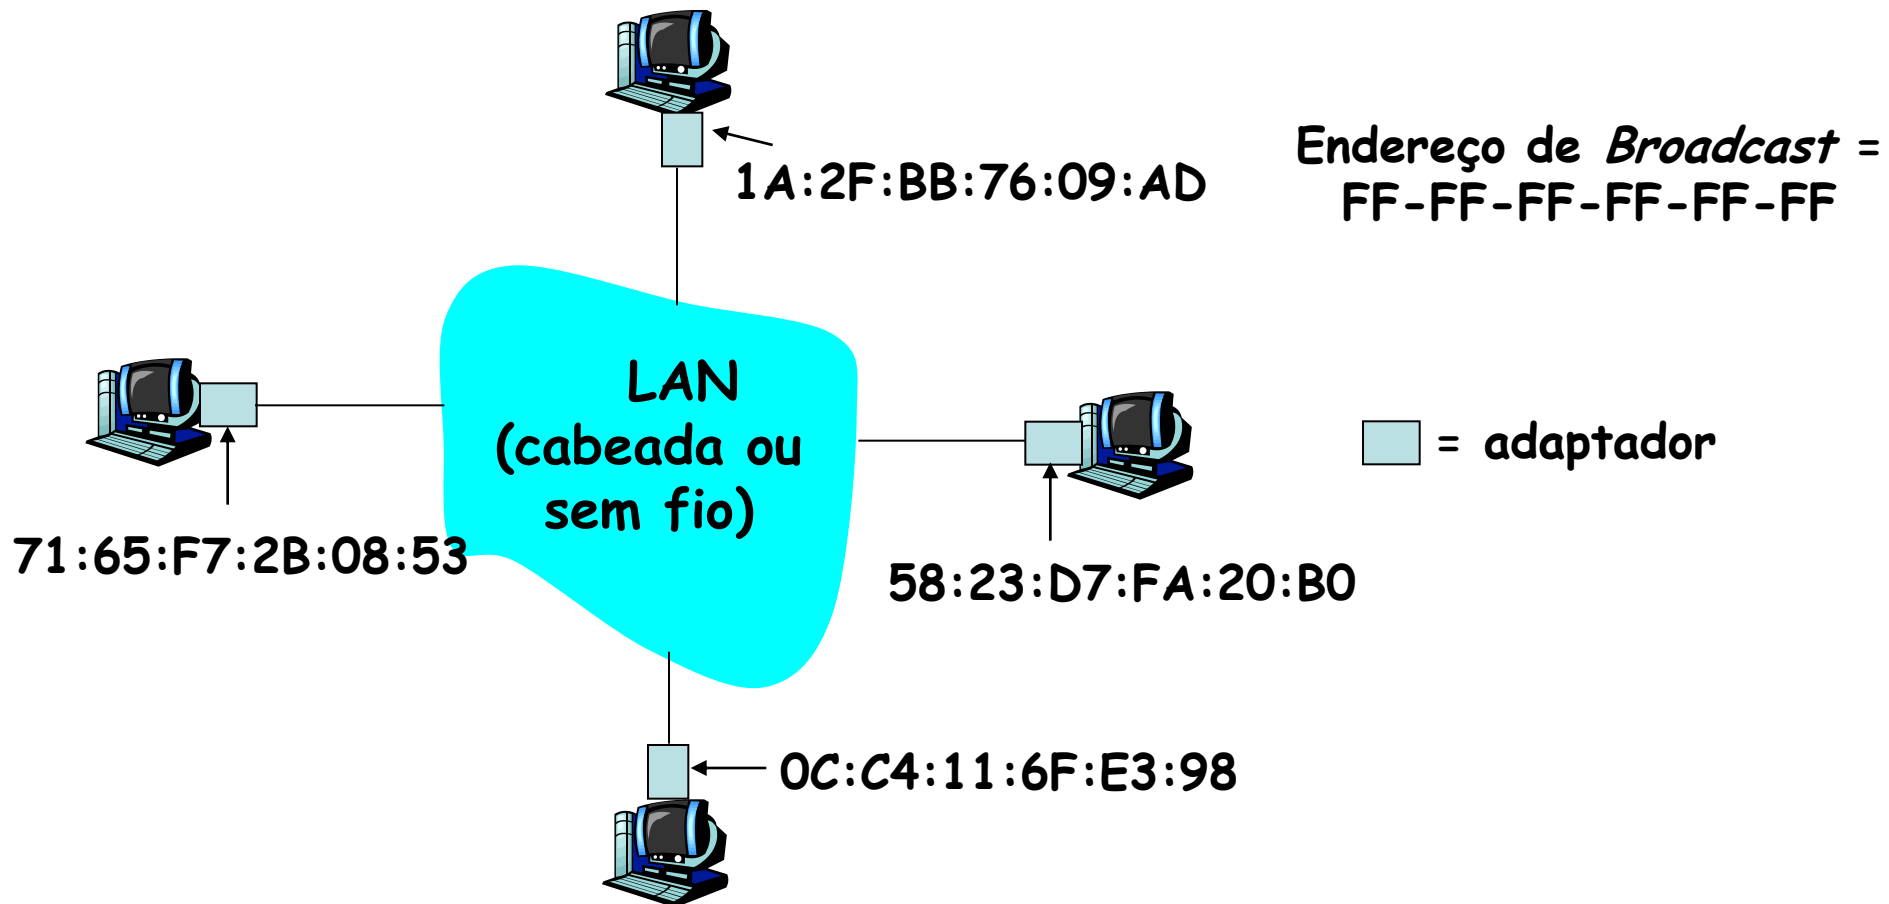 1A:2F:BB:76:09:AD
Endereço de Broadcast =
FF-FF-FF-FF-FF-FF
LAN
(cabeada ou
sem fio)
= adaptador
71:65:F7:2B:08:53
58:23:D7:FA:20:B0
0C:C4:11:6F:E3:98